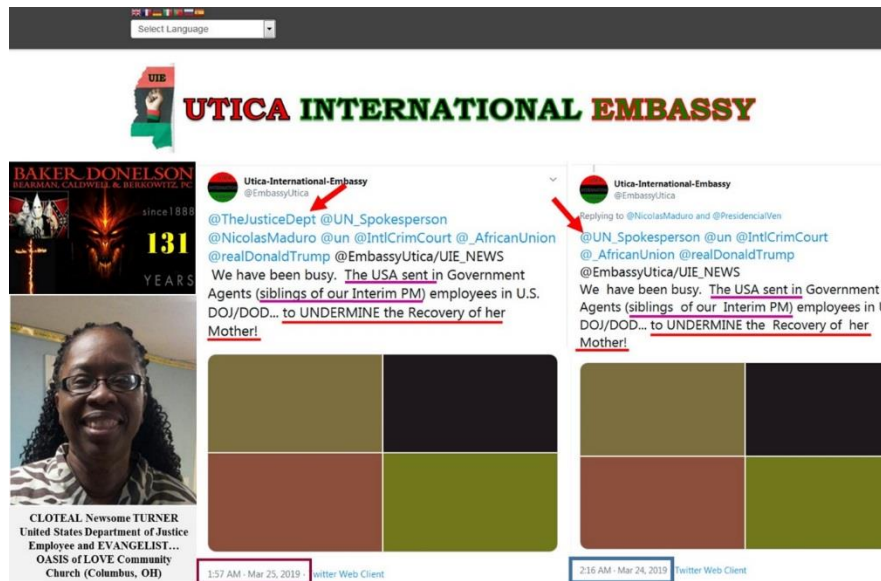 Select Language
UIE
UTICA INTERNATIONAL EMBASSY
BAKER DONELSON
BEARMAN, CALDWELL & BERKOWITZ, PC
since1888
131
YEARS
CLOTEAL Newsome TURNER
United States Department of Justice
Employee and EVANGELIST…
OASIS of LOVE Community
Church (Columbus, OH)
Utica-International-Embassy
@EmbassyUtica
@TheJusticeDept @UN_Spokesperson
@NicolasMaduro @un @IntlCrimCourt @_AfricanUnion
@realDonaldTrump @EmbassyUtica/UIE_NEWS
We have been busy. The USA sent in Government
Agents (siblings of our Interim PM) employees in U.S.
DOJ/DOD... to UNDERMINE the Recovery of her
Mother!
1:57 AM - Mar 25, 2019 · witter Web Client
Utica-International-Embassy
@EmbassyUtica
Replying to @NicolasMaduro and @PresidencialVen
@UN_Spokesperson @un @IntlCrimCourt
@_AfricanUnion @realDonaldTrump
@EmbassyUtica/UIE_NEWS
We have been busy. The USA sent in Government
Agents (siblings of our Interim PM) employees in U
DOJ/DOD... to UNDERMINE the Recovery of her
Mother!
2:16 AM - Mar 24, 2019 Twitter Web Client